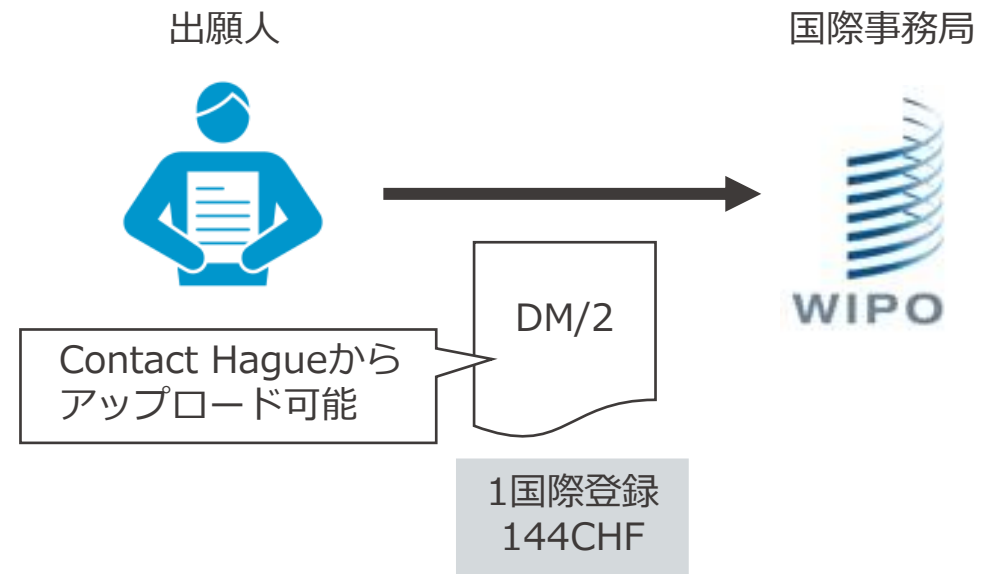 出願人
国際事務局
WIPO
DM/2
Contact Hagueから
アップロード可能
1国際登録
144CHF